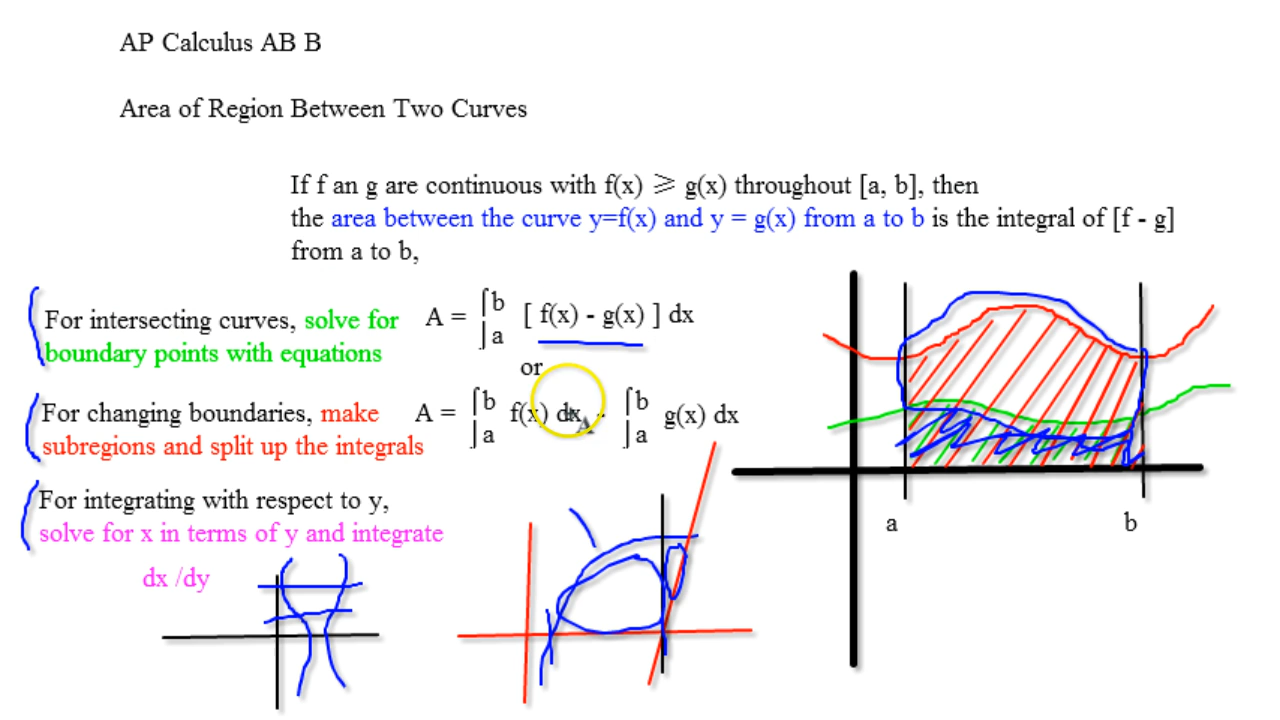 AP Calculus AB B
Area of Region Between Two Curves
If f an g are continuous with f(x) ⩾ g(x) throughout [a, b], then
the area between the curve y=f(x) and y = g(x) from a to b is the integral of [f - g]
from a to b,
For intersecting curves, solve for
boundary points with equations
A = ∫ b a [ f(x) - g(x) ] dx
or
For changing boundaries, make
subregions and split up the integrals
A = ∫ b a f(x) dx - ∫ b a g(x) dx
For integrating with respect to y,
solve for x in terms of y and integrate
dx /dy
a
b